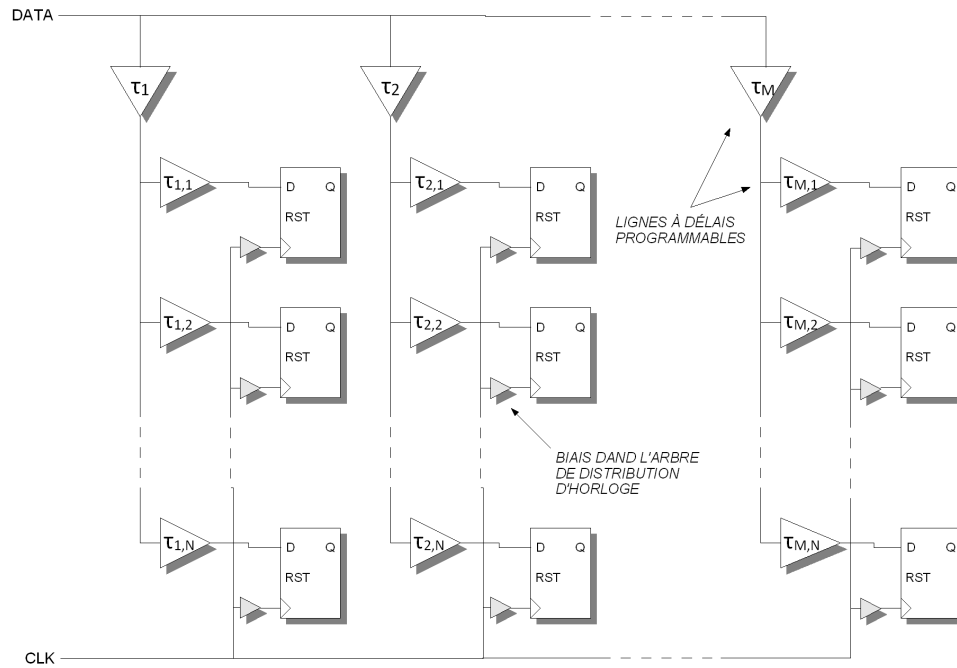 DATA
τ1
τ2
τM
τ1,1
D Q
RST
τ2,1
D Q
RST
LIGNES À DÉLAIS
PROGRAMMABLES
τM,1
D Q
RST
τ1,2
D Q
RST
τ2,2
D Q
RST
τM,2
D Q
RST
BIAIS DAND L'ARBRE
DE DISTRIBUTION
D'HORLOGE
τ1,N
D Q
RST
τ2,N
D Q
RST
τM,N
D Q
RST
CLK